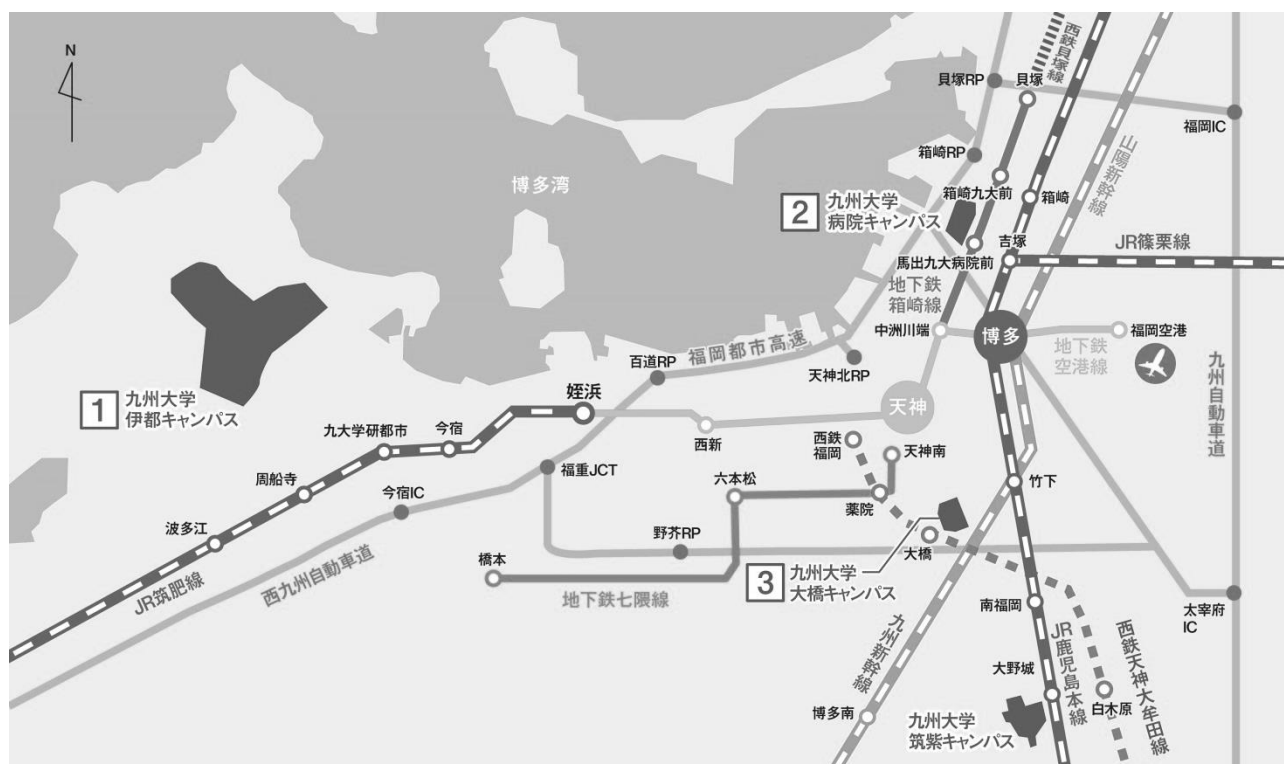 N
西鉄貝塚線
貝塚RP
貝塚
福岡IC
山陽新幹線
箱崎RP
博多湾
箱崎九大前
箱崎
2
九州大学
病院キャンパス
吉塚
JR篠栗線
馬出九大病院前
地下鉄
箱崎線
中洲川端
博多
福岡空港
地下鉄
空港線
福岡都市高速
百道RP
天神北RP
九州自動車道
1
九州大学
伊都キャンパス
姪浜
天神
西新
九大学研都市
今宿
西鉄
福岡
天神南
周船寺
今宿IC
福重JCT
六本松
薬院
竹下
波多江
野芥RP
大橋
橋本
3
九州大学
大橋キャンパス
JR筑肥線
西九州自動車道
地下鉄七隈線
南福岡
太宰府
IC
九州新幹線
JR鹿児島本線
西鉄天神大牟田線
大野城
白木原
博多南
九州大学
筑紫キャンパス